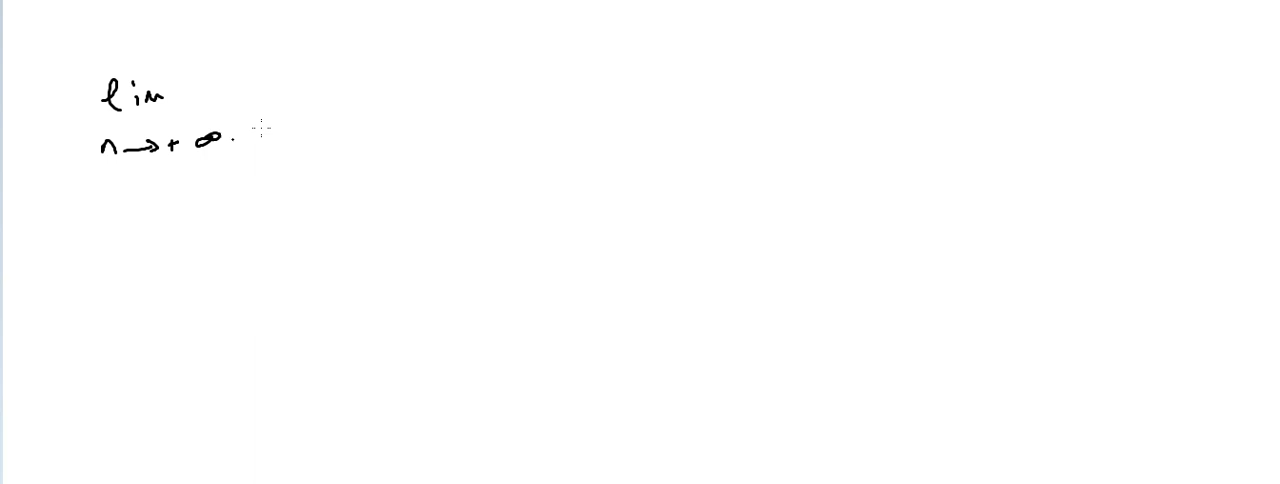 lim
n → + ∞.